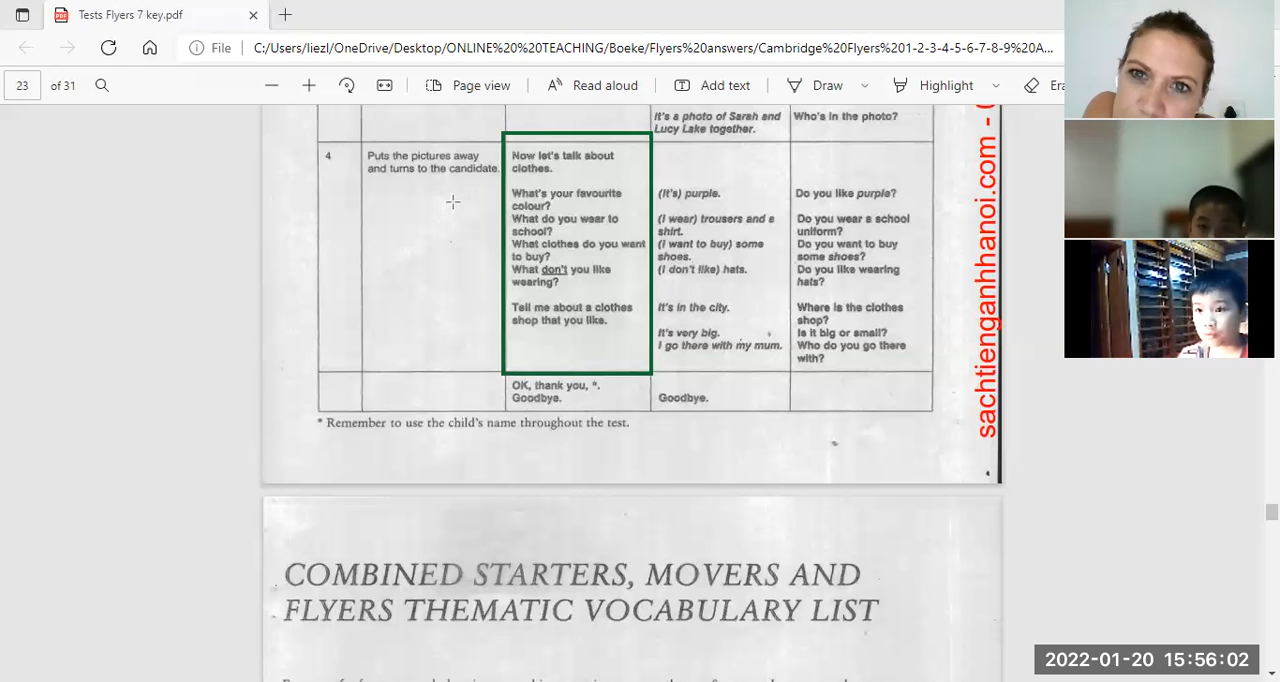 Tests Flyers 7 key.pdf
File
C:/Users/liezl/OneDrive/Desktop/ONLINE%20%20TEACHING/Boeke/Flyers%20answers/Cambridge%20Flyers%201-2-3-4-5-6-7-8-9%20A...
23 of 31
Page view
Read aloud
Add text
Draw
Highlight
Era
It's a photo of Sarah and
Lucy Lake together.
Who's in the photo?
4
Puts the pictures away
and turns to the candidate.
Now let's talk about
clothes.
What's your favourite
colour?
What do you wear to
school?
What clothes do you want
to buy?
What don't you like
wearing?
Tell me about a clothes
shop that you like.
(It's) purple.
(I wear) trousers and a
shirt.
(I want to buy) some
shoes.
(I don't like) hats.
It's in the city.
It's very big.
I go there with my mum.
Do you like purple?
Do you wear a school
uniform?
Do you want to buy
some shoes?
Do you like wearing
hats?
Where is the clothes
shop?
Is it big or small?
Who do you go there
with?
OK, thank you, *.
Goodbye.
Goodbye.
* Remember to use the child's name throughout the test.
sachtienganhhanoi.com - (
COMBINED STARTERS, MOVERS AND
FLYERS THEMATIC VOCABULARY LIST
2022-01-20 15:56:02